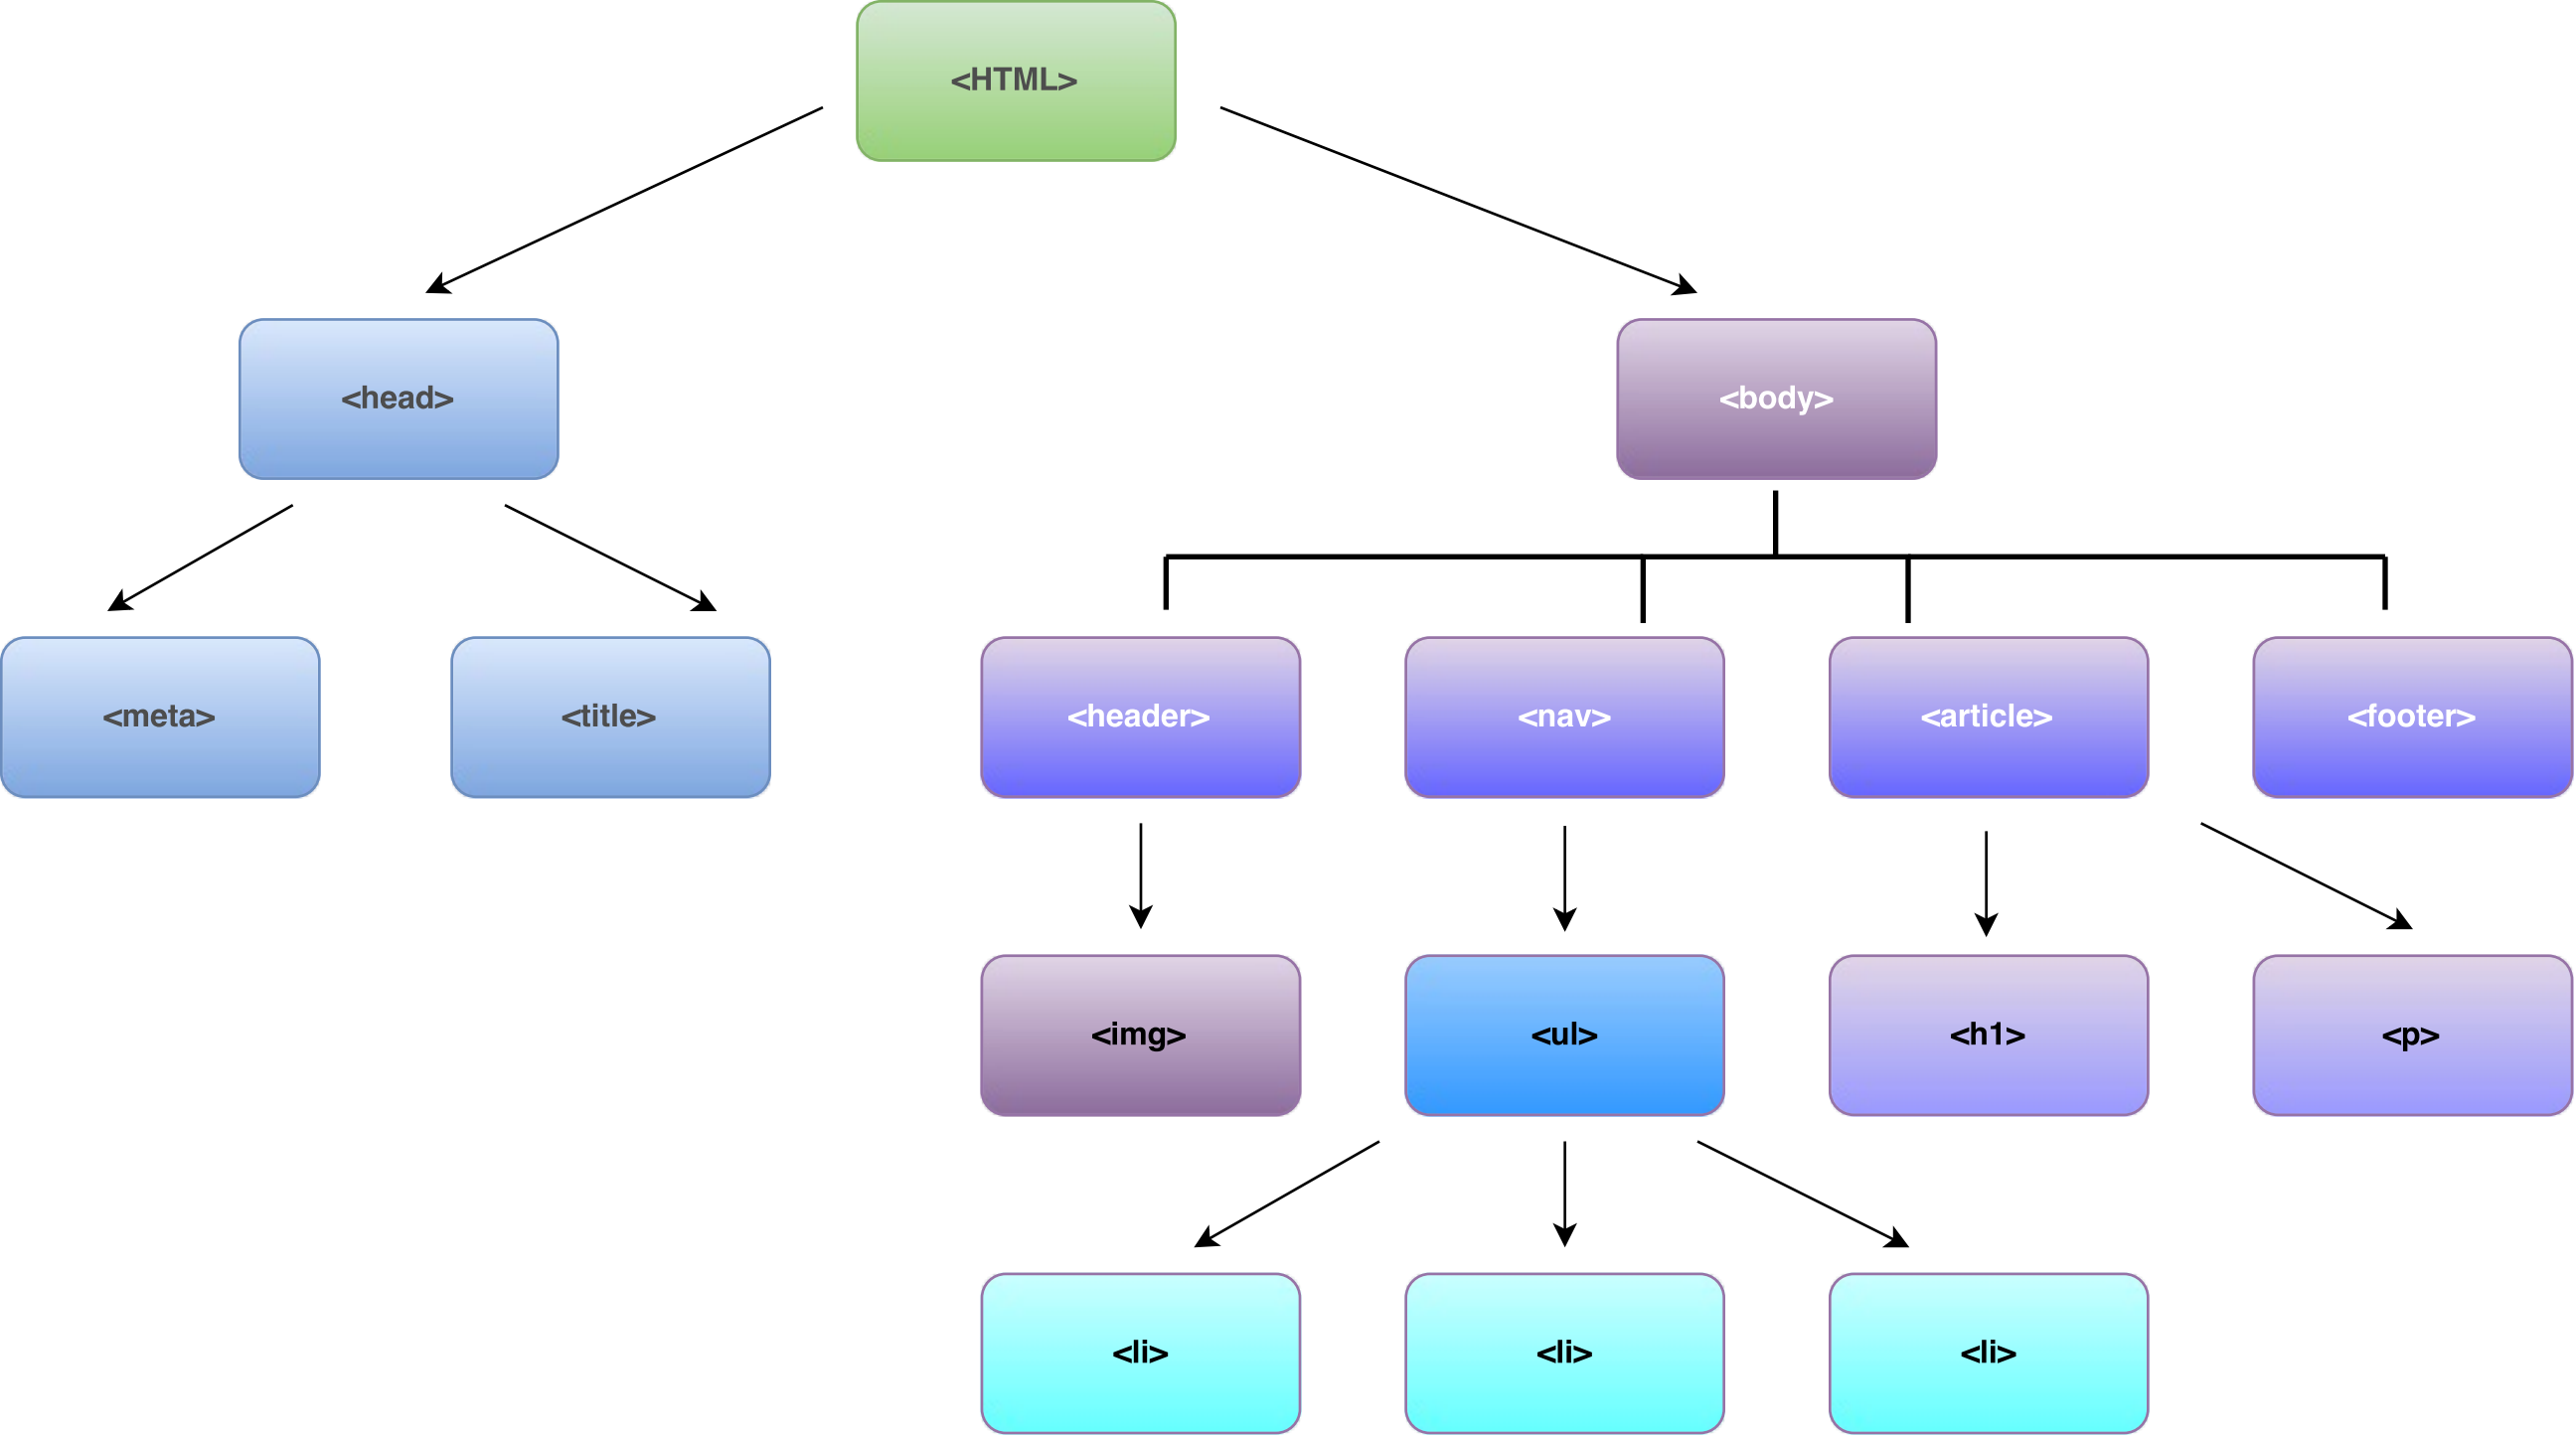 <HTML>
<head>
<body>
<meta>
<title>
<header>
<nav>
<article>
<footer>
<img>
<ul>
<h1>
<p>
<li>
<li>
<li>